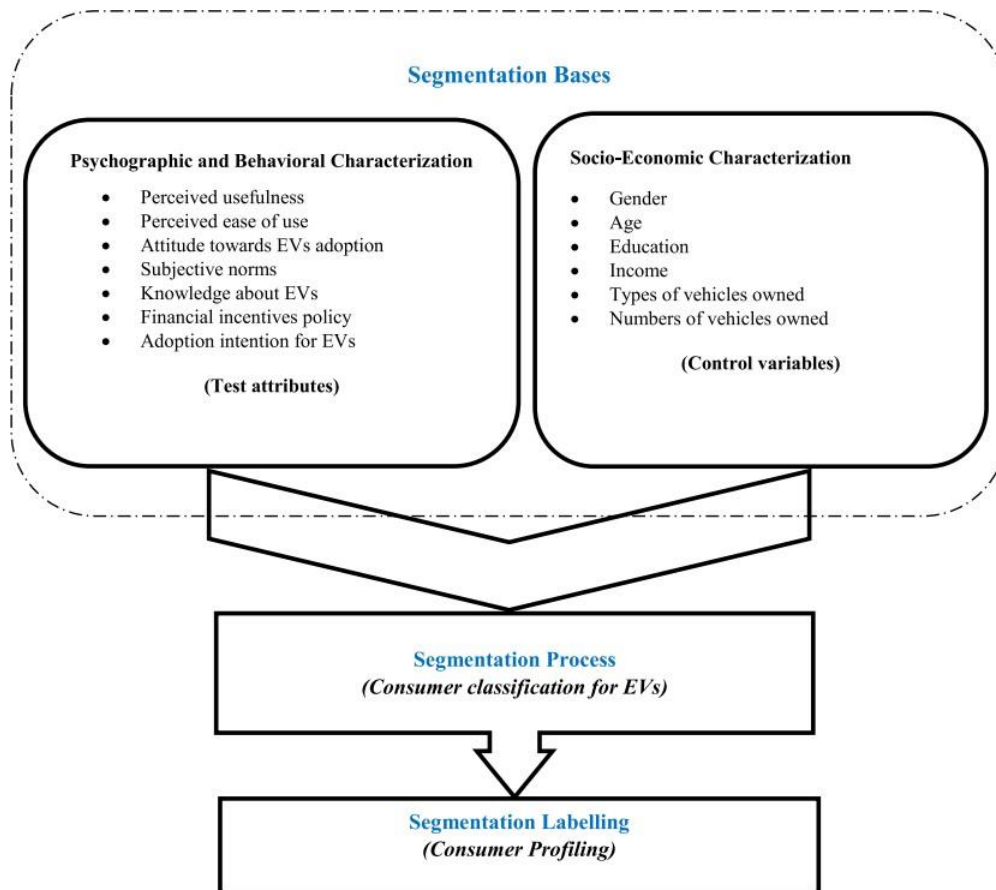 Segmentation Bases
Psychographic and Behavioral Characterization
• Perceived usefulness
• Perceived ease of use
• Attitude towards EVs adoption
• Subjective norms
• Knowledge about EVs
• Financial incentives policy
• Adoption intention for EVs
(Test attributes)
Socio-Economic Characterization
• Gender
• Age
• Education
• Income
• Types of vehicles owned
• Numbers of vehicles owned
(Control variables)
Segmentation Process
(Consumer classification for EVs)
Segmentation Labelling
(Consumer Profiling)